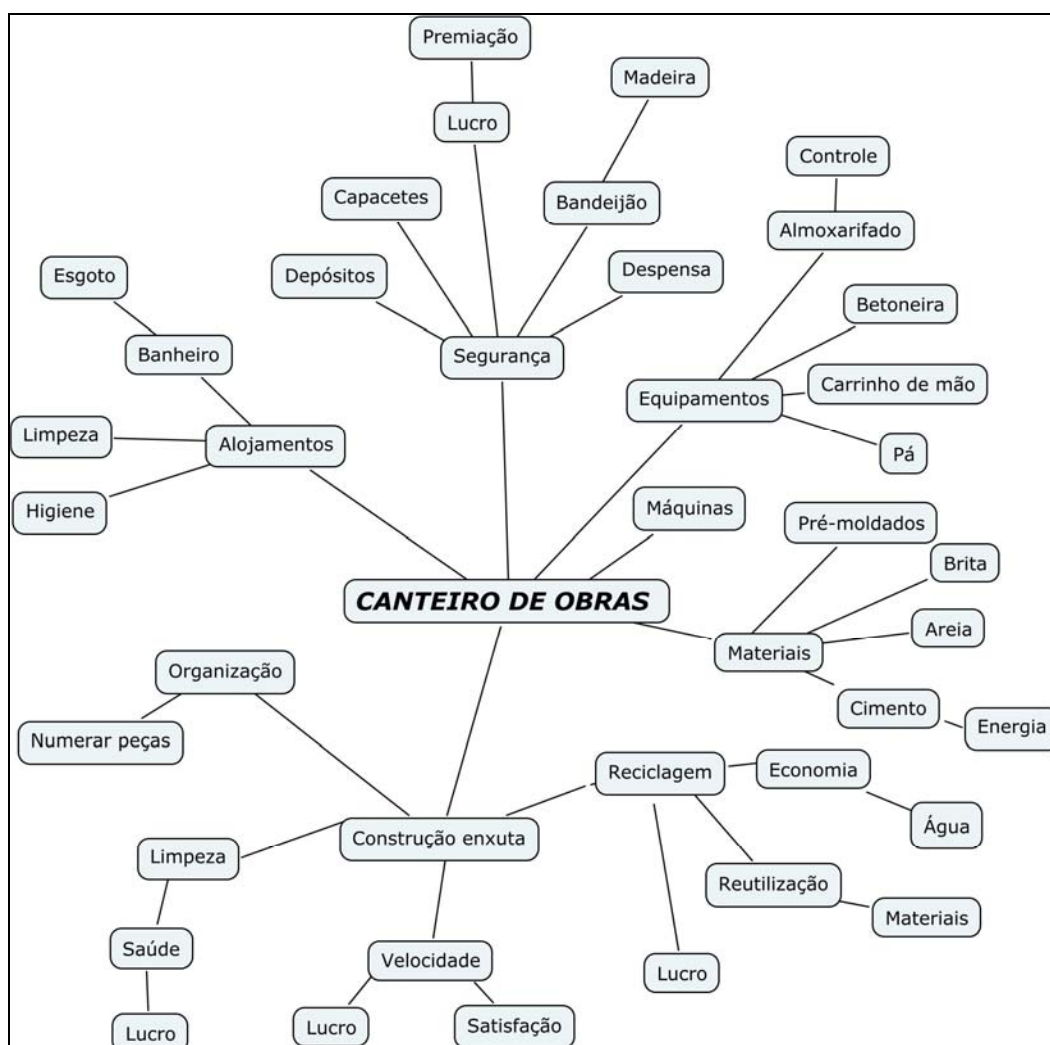 Premiação
Madeira
Lucro
Controle
Capacetes
Bandeijão
Almoxarifado
Esgoto
Depósitos
Despensa
Betoneira
Banheiro
Segurança
Carrinho de mão
Equipamentos
Limpeza
Alojamentos
Pá
Higiene
Máquinas
Pré-moldados
Brita
CANTEIRO DE OBRAS
Areia
Materiais
Organização
Cimento
Energia
Numerar peças
Reciclagem
Economia
Água
Construção enxuta
Limpeza
Reutilização
Materiais
Saúde
Velocidade
Lucro
Lucro
Lucro
Satisfação